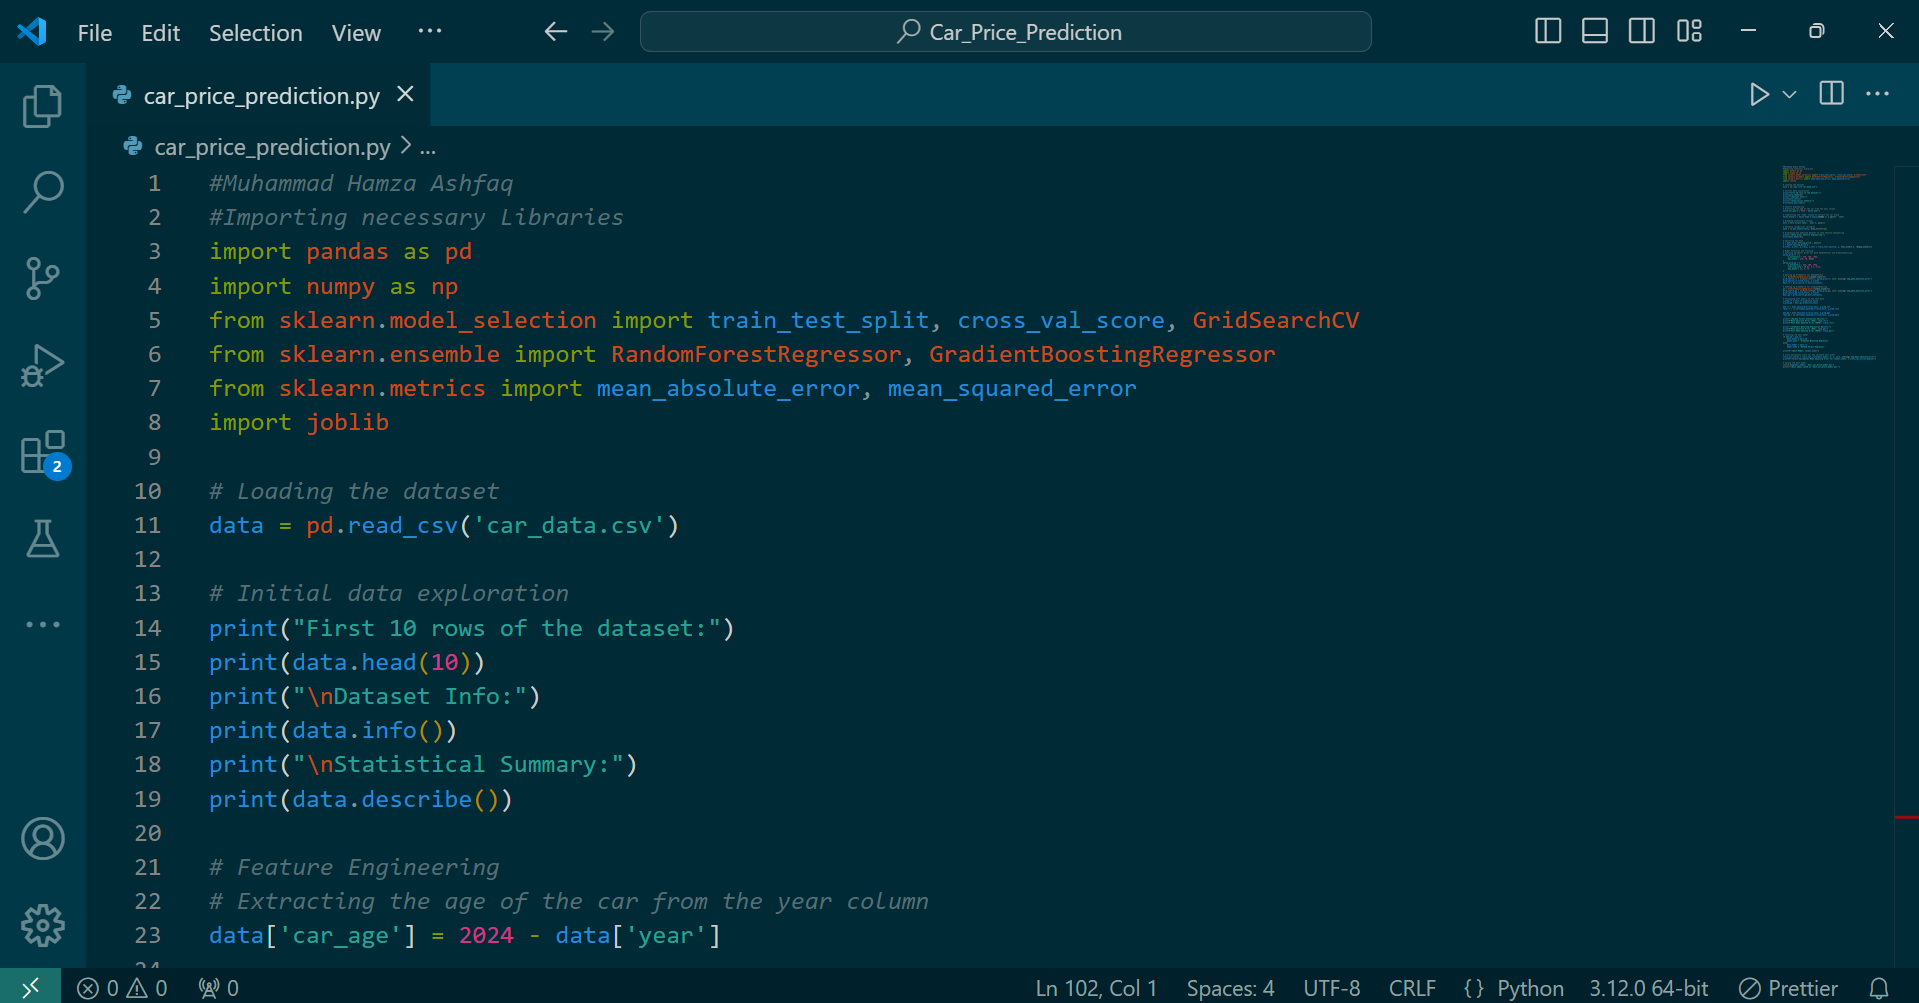 File Edit Selection View ··· Car_Price_Prediction
car_price_prediction.py
car_price_prediction.py > ...
1 #Muhammad Hamza Ashfaq
2 #Importing necessary Libraries
3 import pandas as pd
4 import numpy as np
5 from sklearn.model_selection import train_test_split, cross_val_score, GridSearchCV
6 from sklearn.ensemble import RandomForestRegressor, GradientBoostingRegressor
7 from sklearn.metrics import mean_absolute_error, mean_squared_error
8 import joblib
9
10 # Loading the dataset
11 data = pd.read_csv('car_data.csv')
12
13 # Initial data exploration
14 print("First 10 rows of the dataset:")
15 print(data.head(10))
16 print("\nDataset Info:")
17 print(data.info())
18 print("\nStatistical Summary:")
19 print(data.describe())
20
21 # Feature Engineering
22 # Extracting the age of the car from the year column
23 data['car_age'] = 2024 - data['year']
24
2
0 0 0 Ln 102, Col 1 Spaces: 4 UTF-8 CRLF {} Python 3.12.0 64-bit Prettier